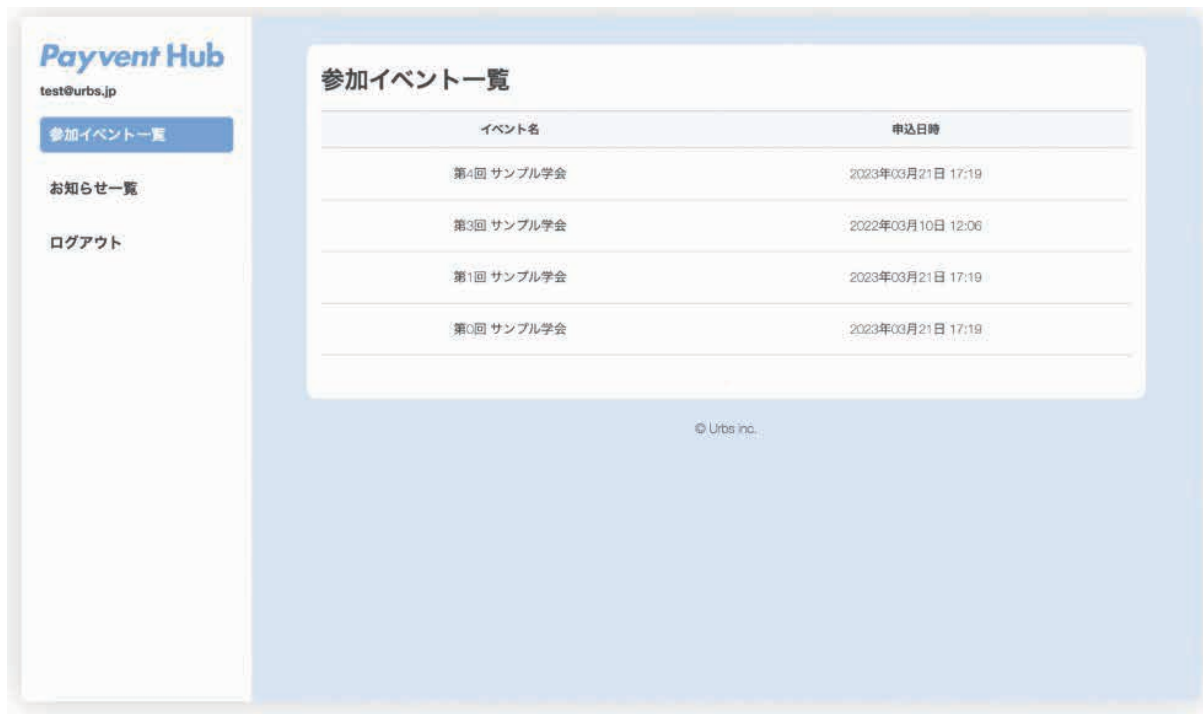 Payvent Hub
test@urbs.jp
参加イベント一覧
お知らせ一覧
ログアウト
参加イベント一覧
イベント名 申込日時
第4回 サンプル学会 2023年03月21日 17:19
第3回 サンプル学会 2022年03月10日 12:06
第1回 サンプル学会 2023年03月21日 17:19
第0回 サンプル学会 2023年03月21日 17:19
© Urbs inc.